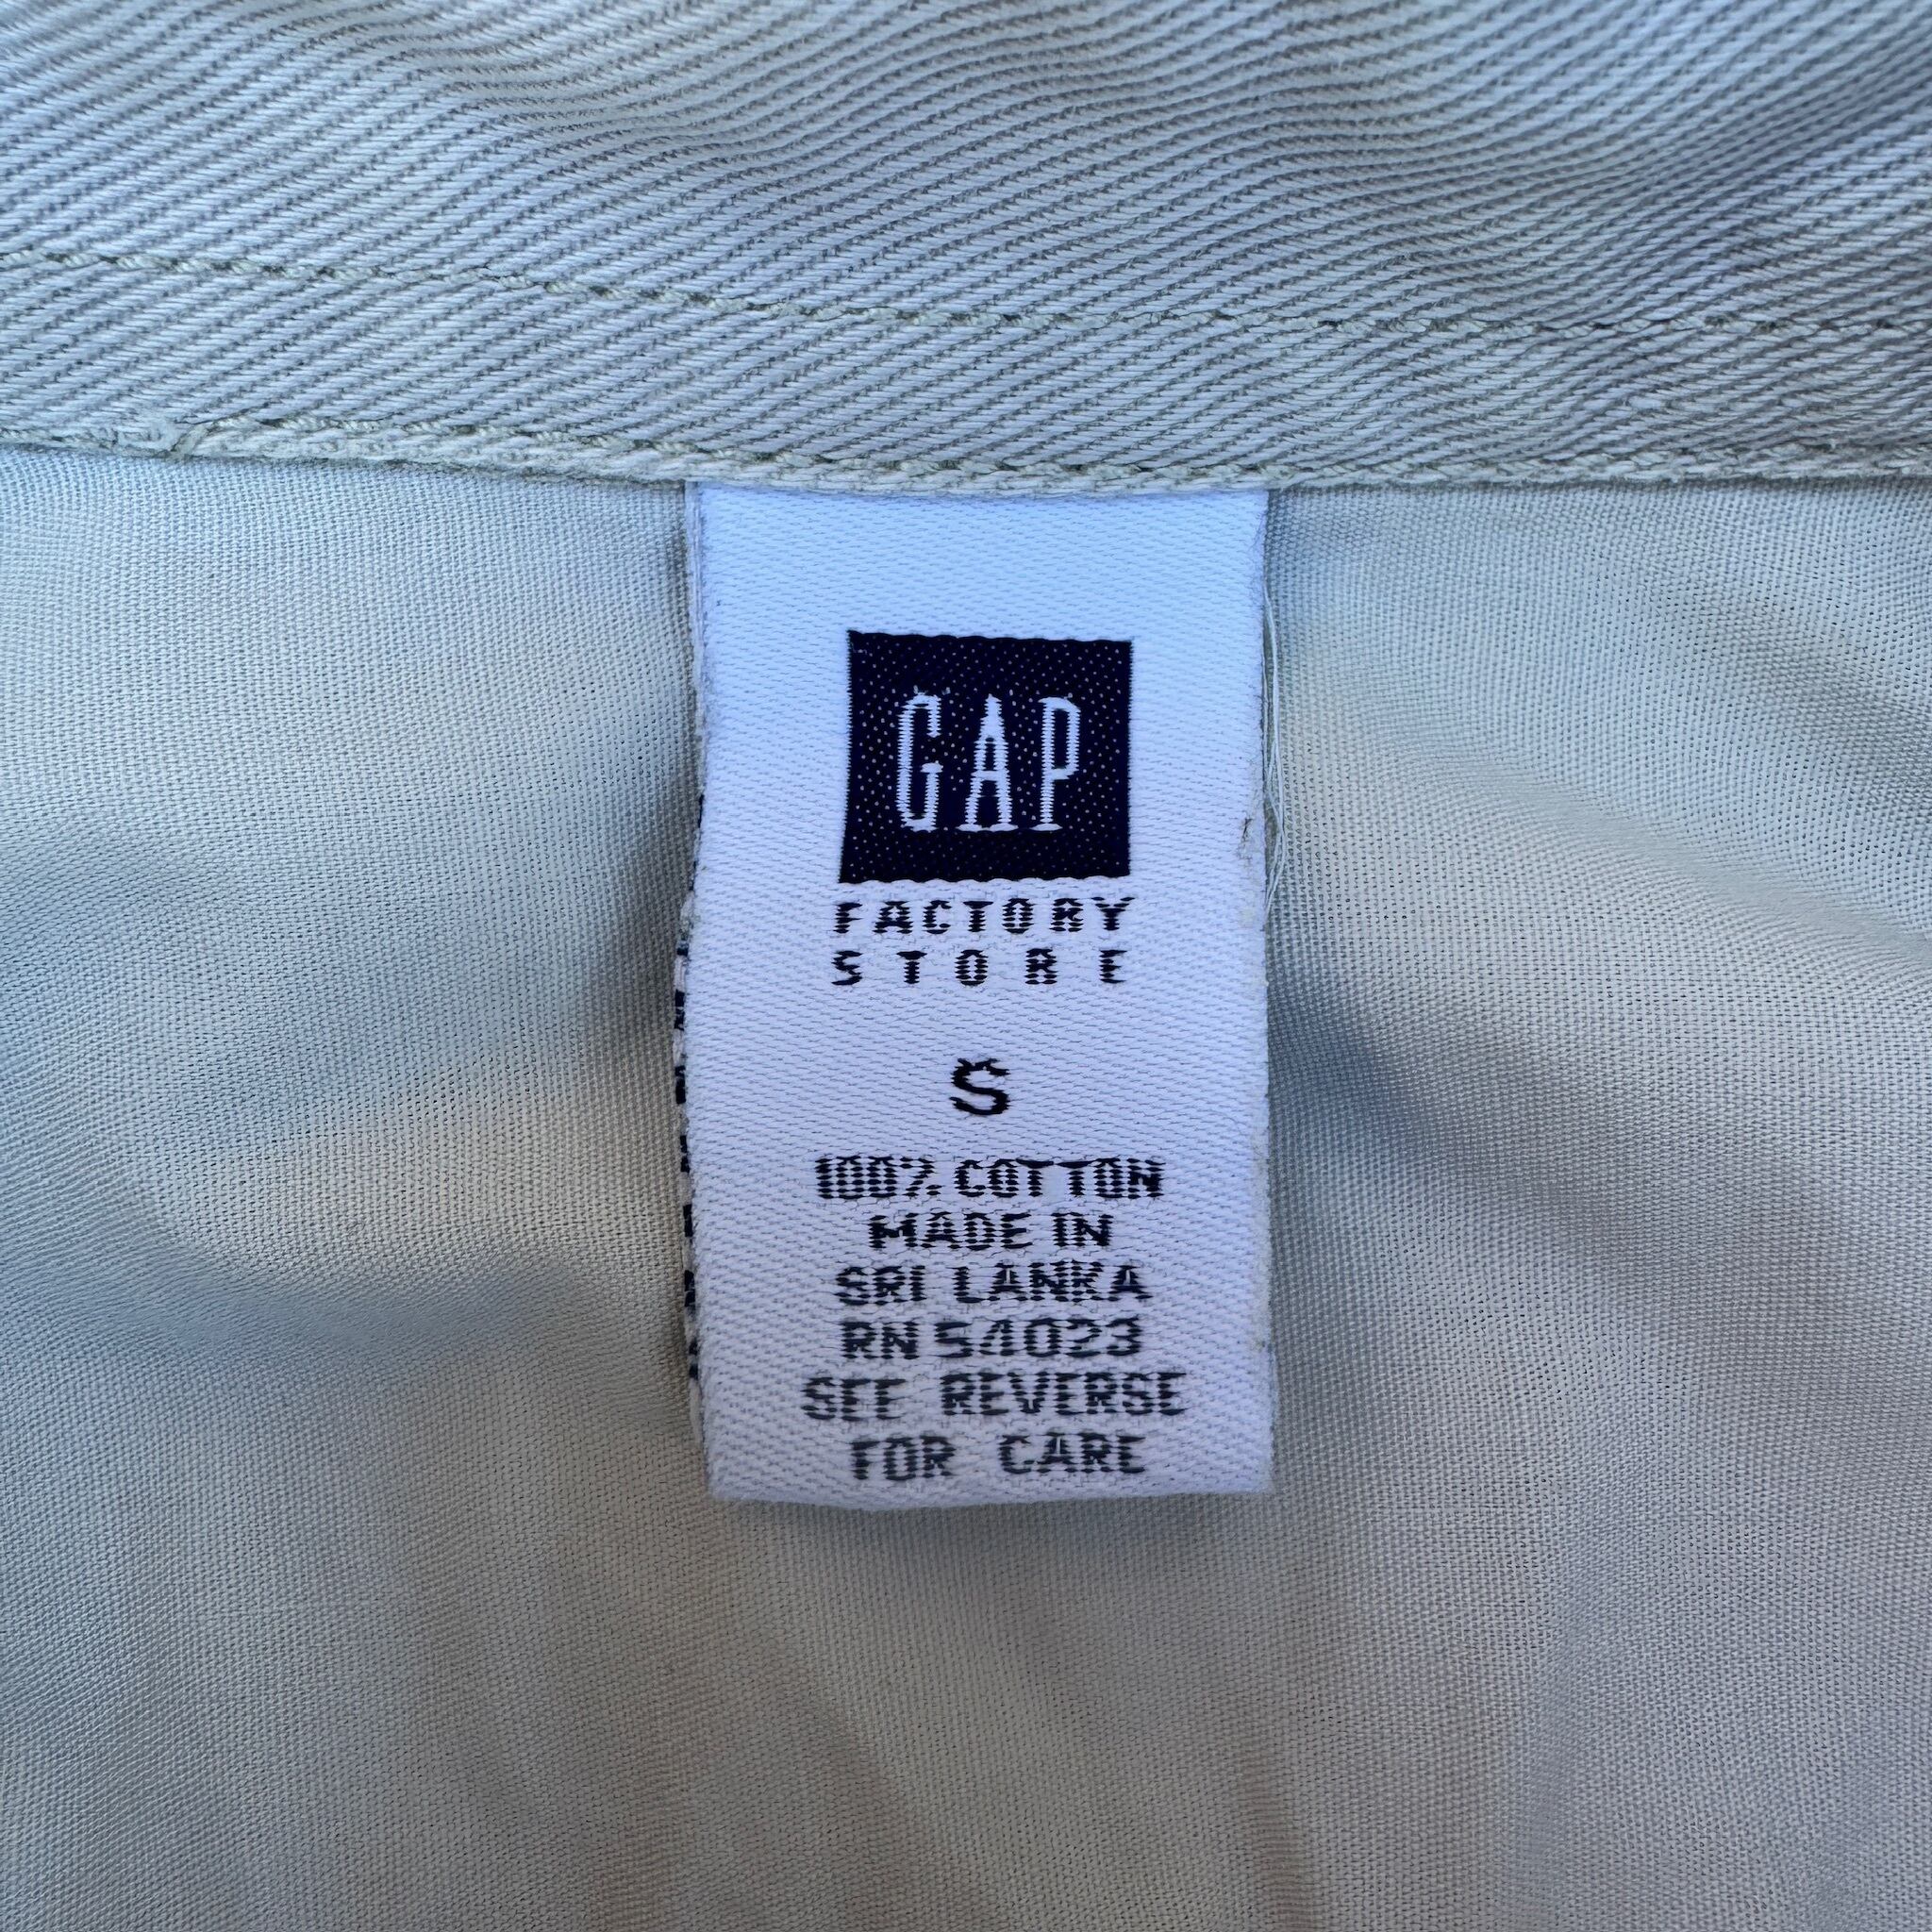 GAP
FACTORY
STORE
S
100% COTTON
MADE IN
SRI LANKA
RN 54023
SEE REVERSE
FOR CARE